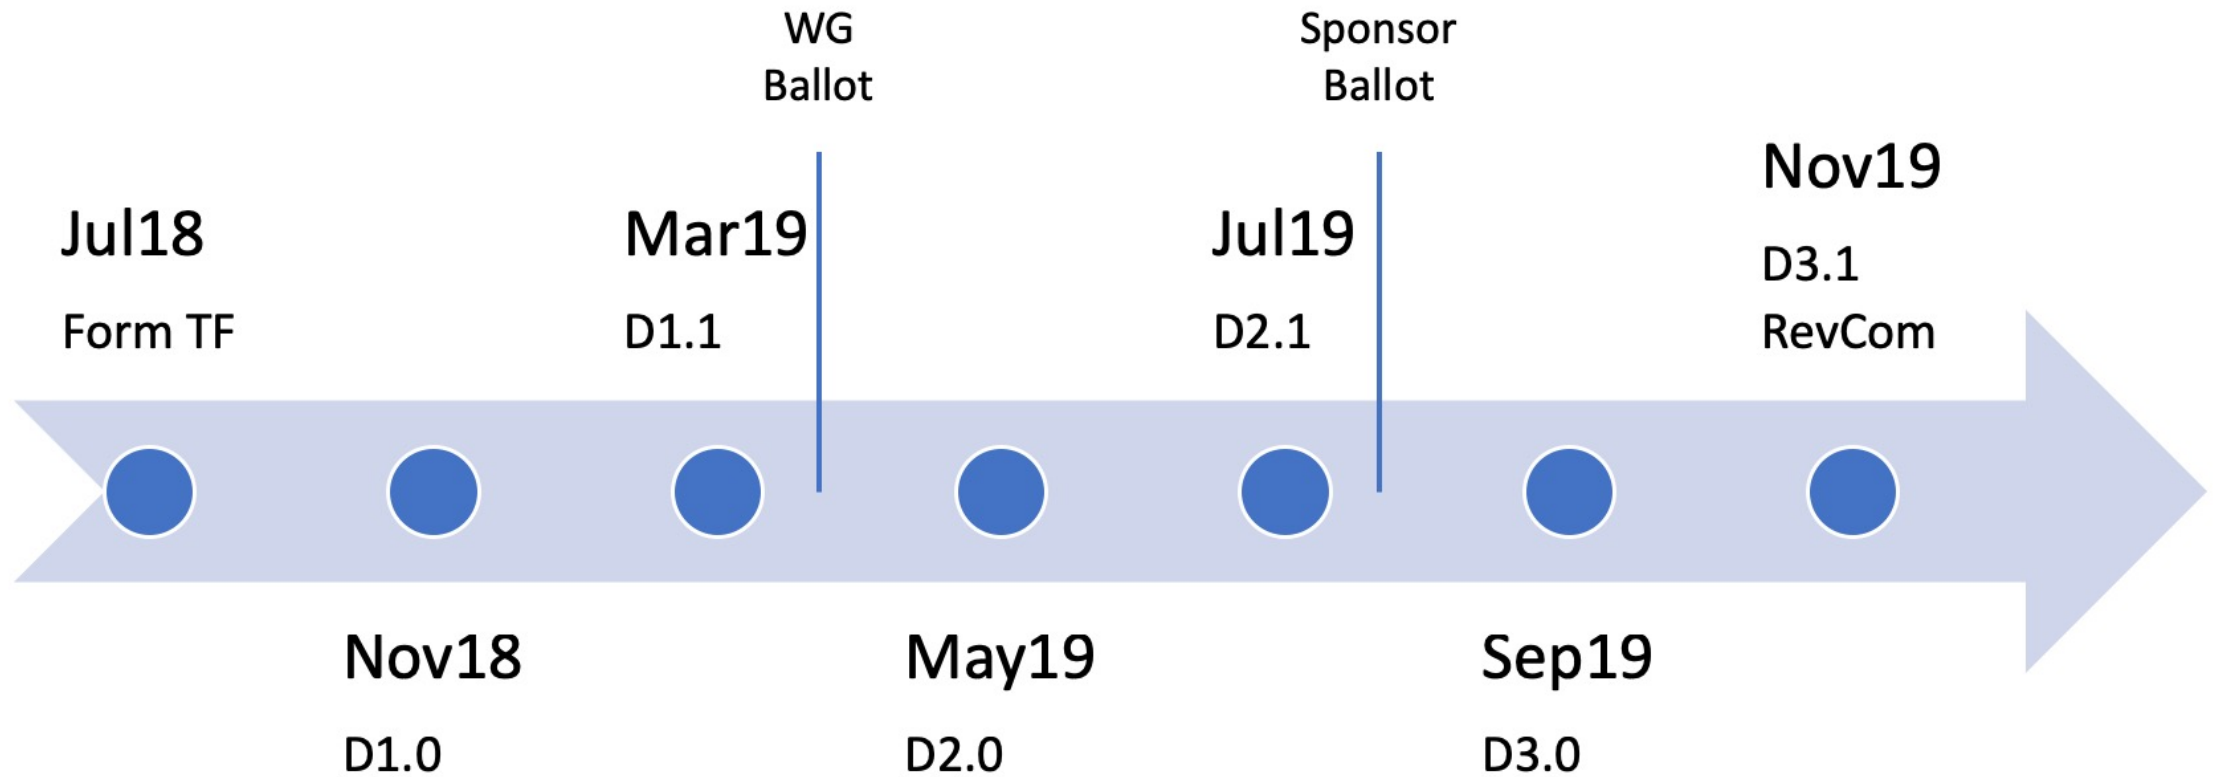 WG
Ballot
Sponsor
Ballot
Jul18
Form TF
Mar19
D1.1
Jul19
D2.1
Nov19
D3.1
RevCom
Nov18
D1.0
May19
D2.0
Sep19
D3.0